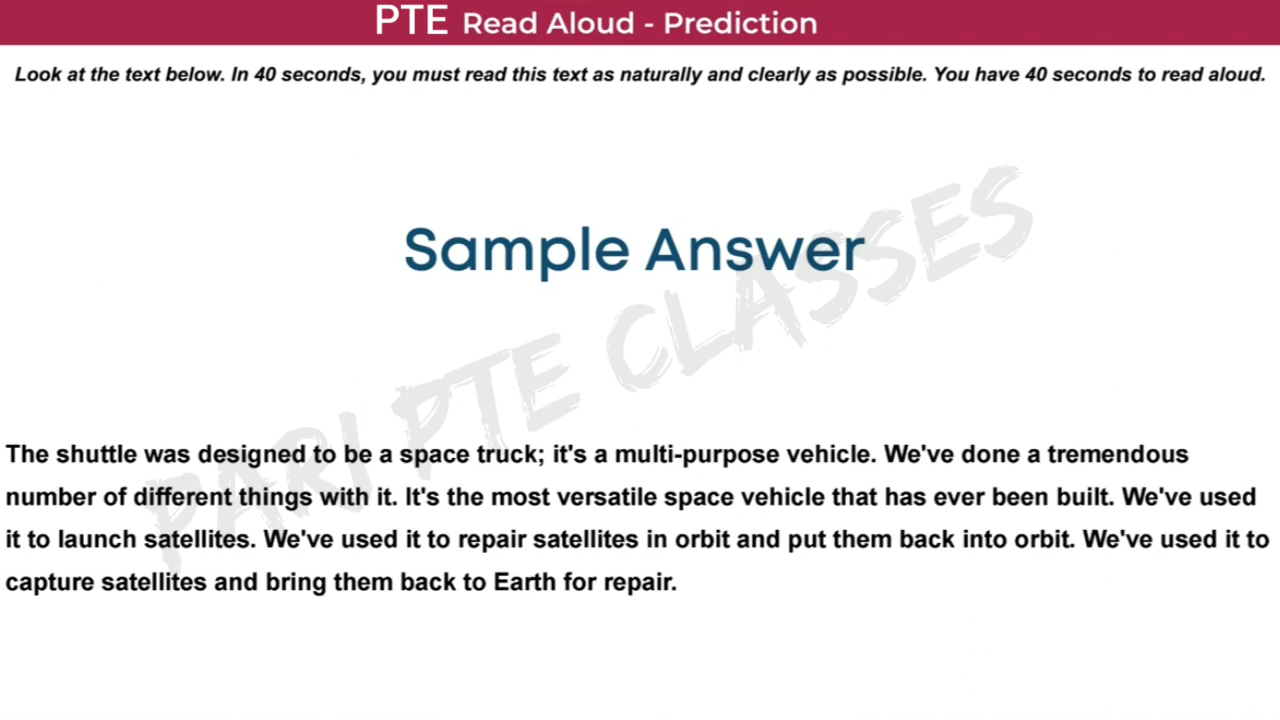 PTE Read Aloud - Prediction
Look at the text below. In 40 seconds, you must read this text as naturally and clearly as possible. You have 40 seconds to read aloud.
Sample Answer
PARI PTE CLASSES
The shuttle was designed to be a space truck; it's a multi-purpose vehicle. We've done a tremendous
number of different things with it. It's the most versatile space vehicle that has ever been built. We've used
it to launch satellites. We've used it to repair satellites in orbit and put them back into orbit. We've used it to
capture satellites and bring them back to Earth for repair.